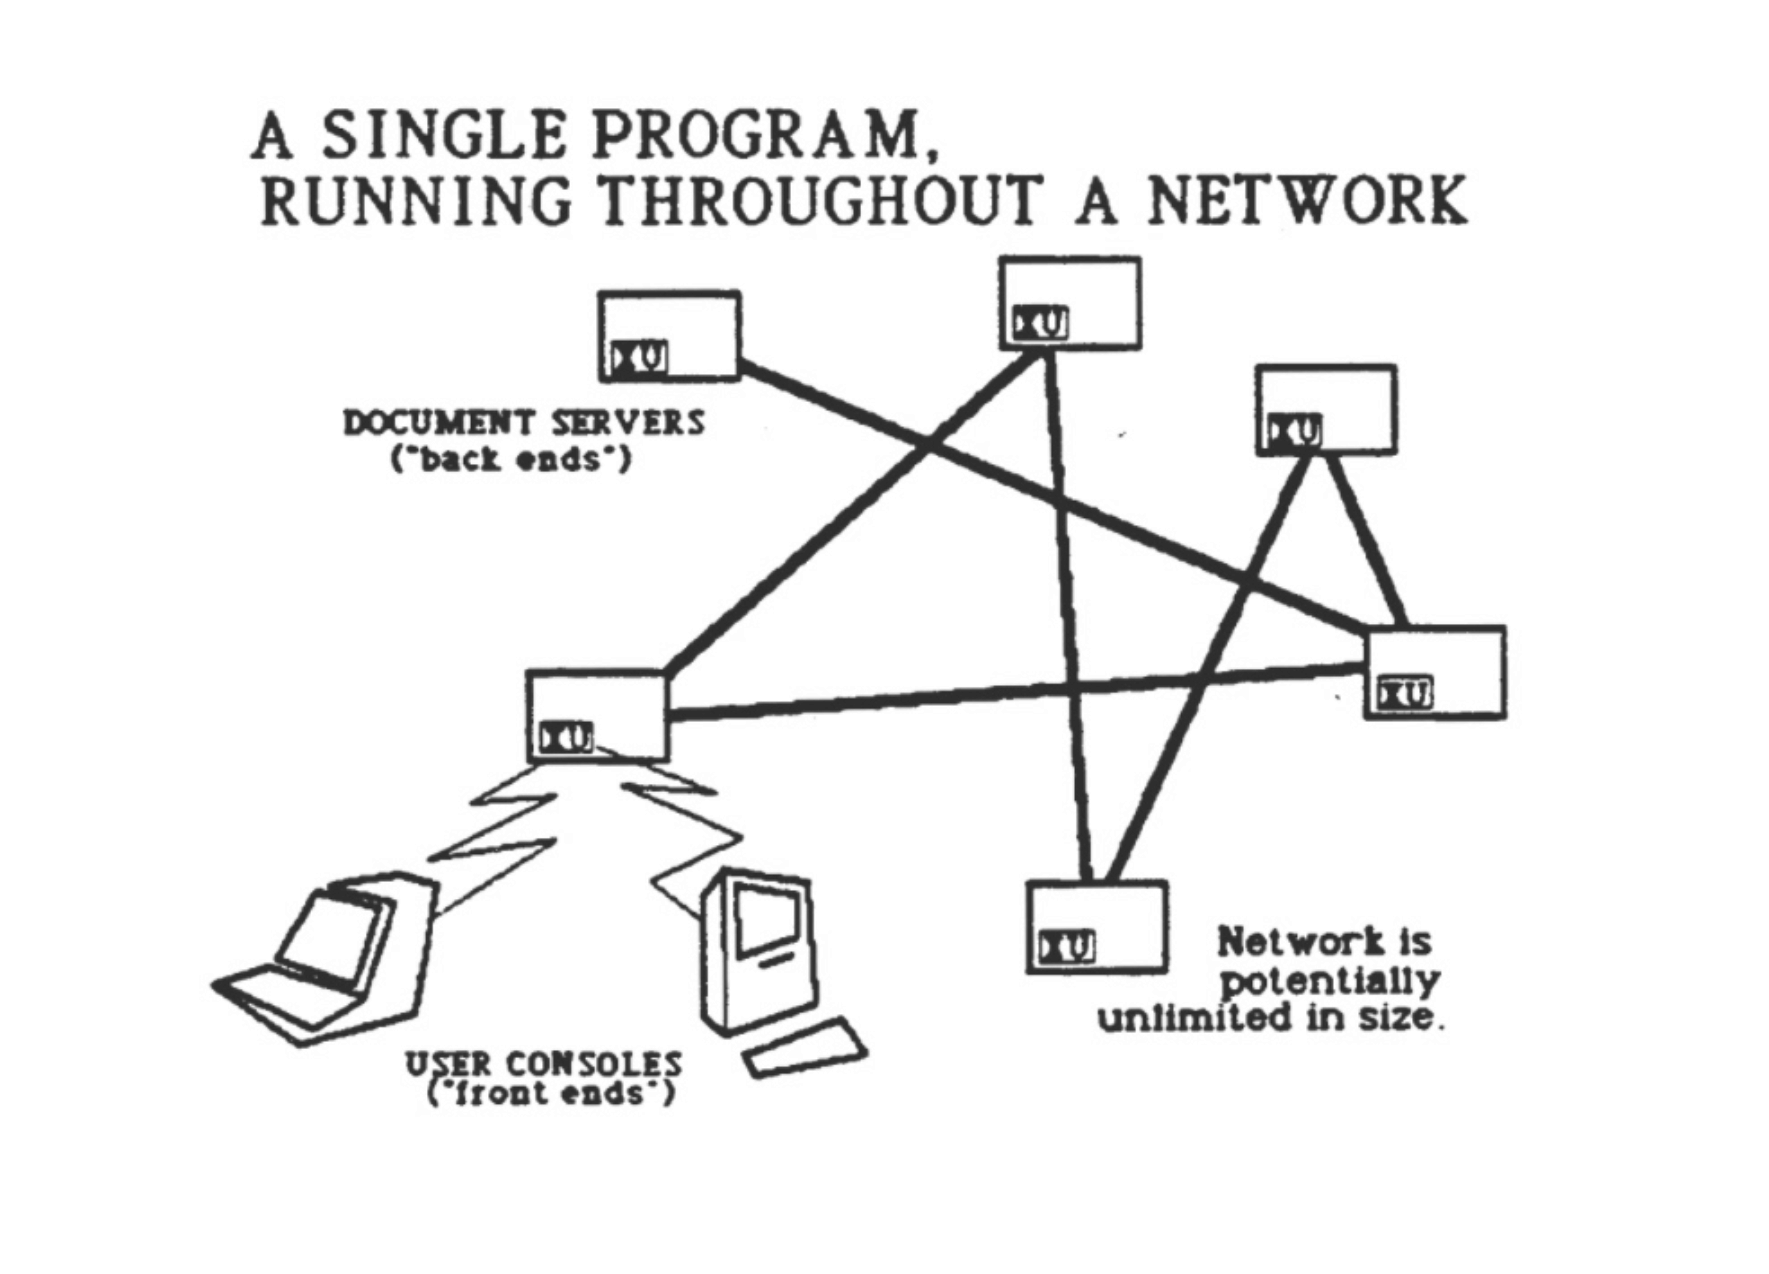 A SINGLE PROGRAM,
RUNNING THROUGHOUT A NETWORK
XU
XU
XU
DOCUMENT SERVERS
("back ends")
XU
XU
XU
Network is
potentially
unlimited in size.
USER CONSOLES
("front ends")